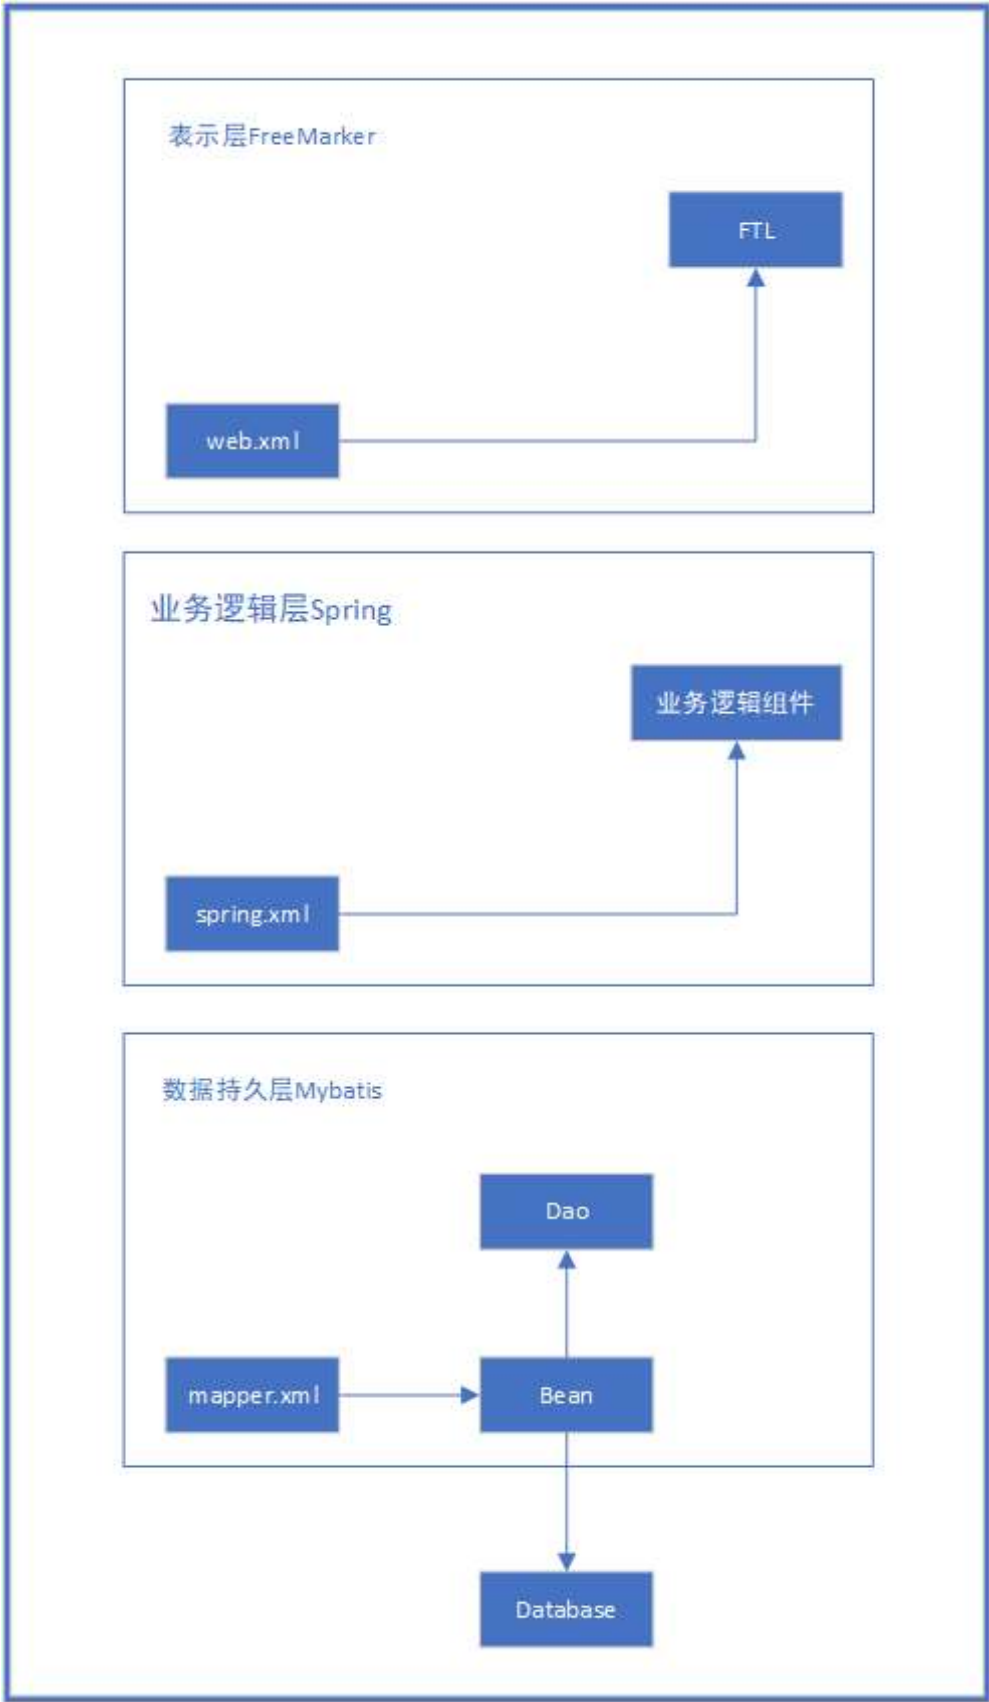 表示层FreeMarker
FTL
web.xml
业务逻辑层Spring
业务逻辑组件
spring.xml
数据持久层Mybatis
Dao
mapper.xml
Bean
Database